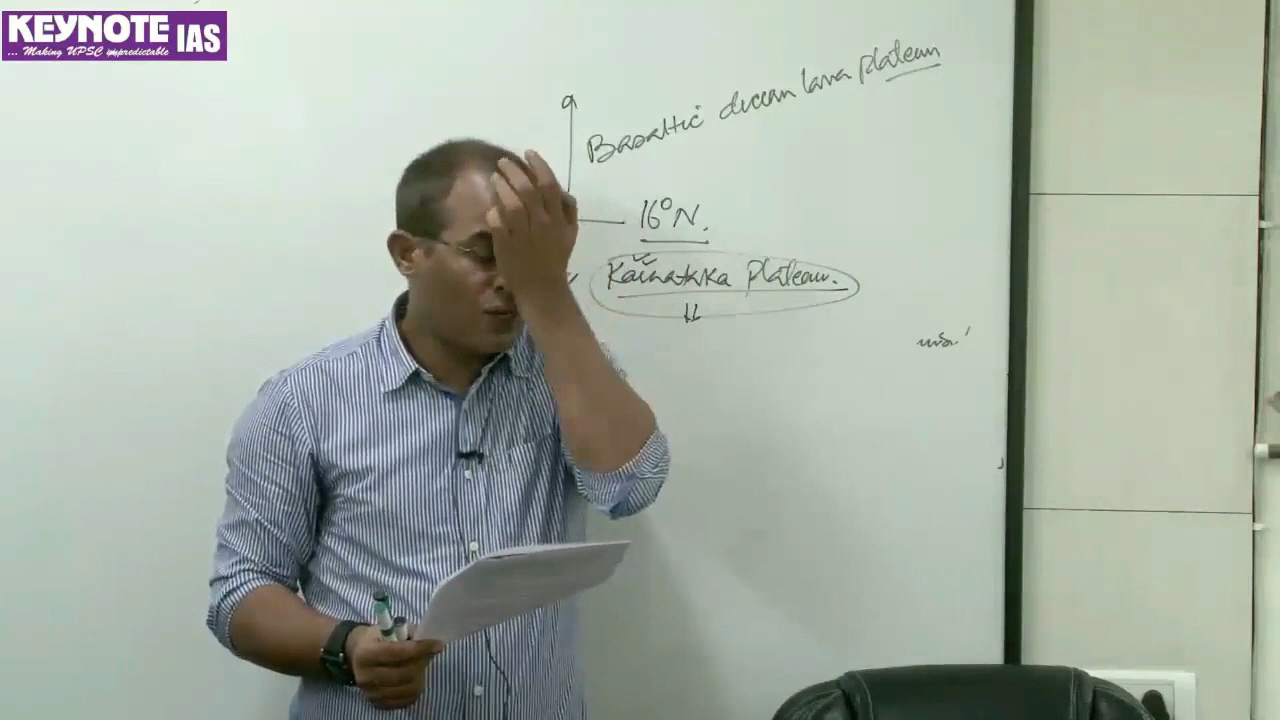 KEYNOTE IAS
... Making UPSC unpredictable
Basaltic deccan lava plateau
16°N.
Karnataka plateau.